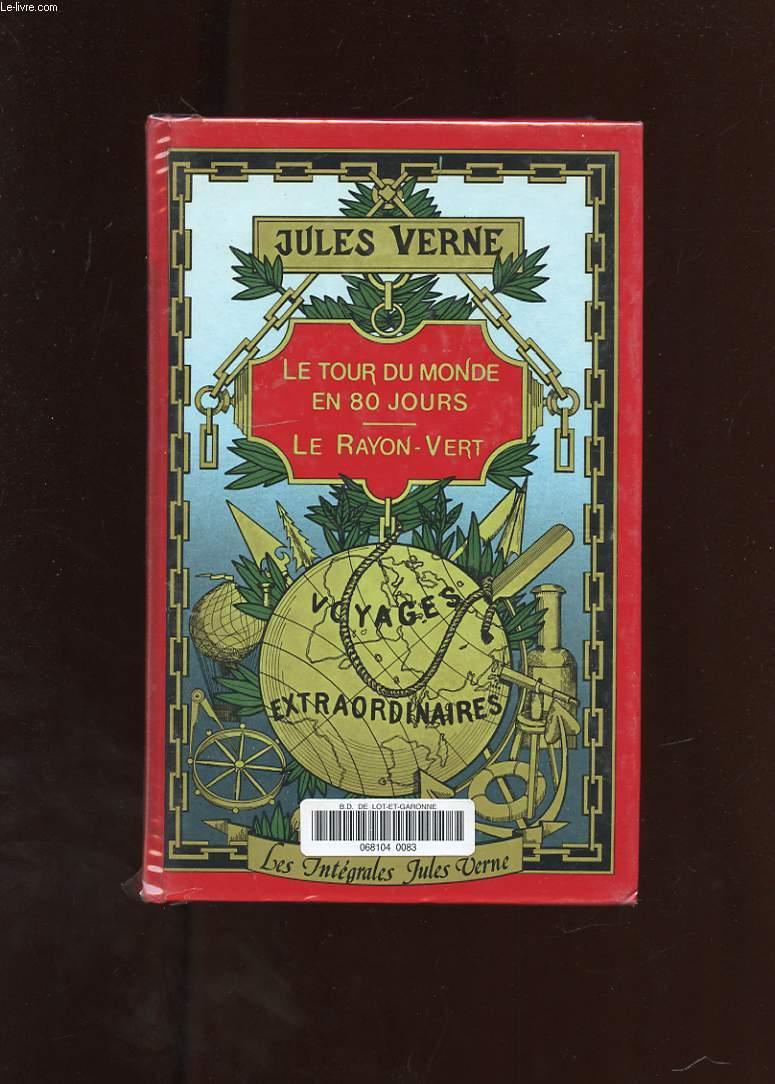 Le-livre.com
JULES VERNE
LE TOUR DU MONDE
EN 80 JOURS
LE RAYON-VERT
VOYAGES
EXTRAORDINAIRES
B.D. DE LOT-ET-GARONNE
068104 0083
Les Intégrales Jules Verne